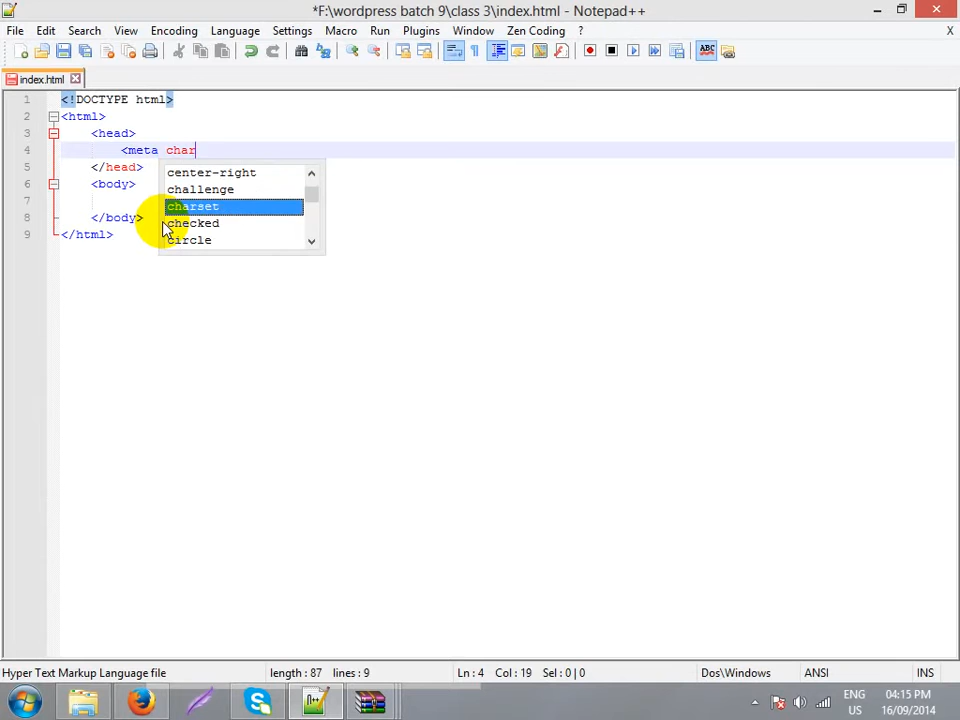 *F:\wordpress batch 9\class 3\index.html - Notepad++
File Edit Search View Encoding Language Settings Macro Run Plugins Window Zen Coding ? X
index.html
1 <!DOCTYPE html>
2 <html>
3 <head>
4 <meta char
5 </head>
6 <body>
7
8 </body>
9 </html>
center-right
challenge
charset
checked
circle
Hyper Text Markup Language file length : 87 lines : 9 Ln : 4 Col : 19 Sel : 0 | 0 Dos\Windows ANSI INS
ENG 04:15 PM
US 16/09/2014